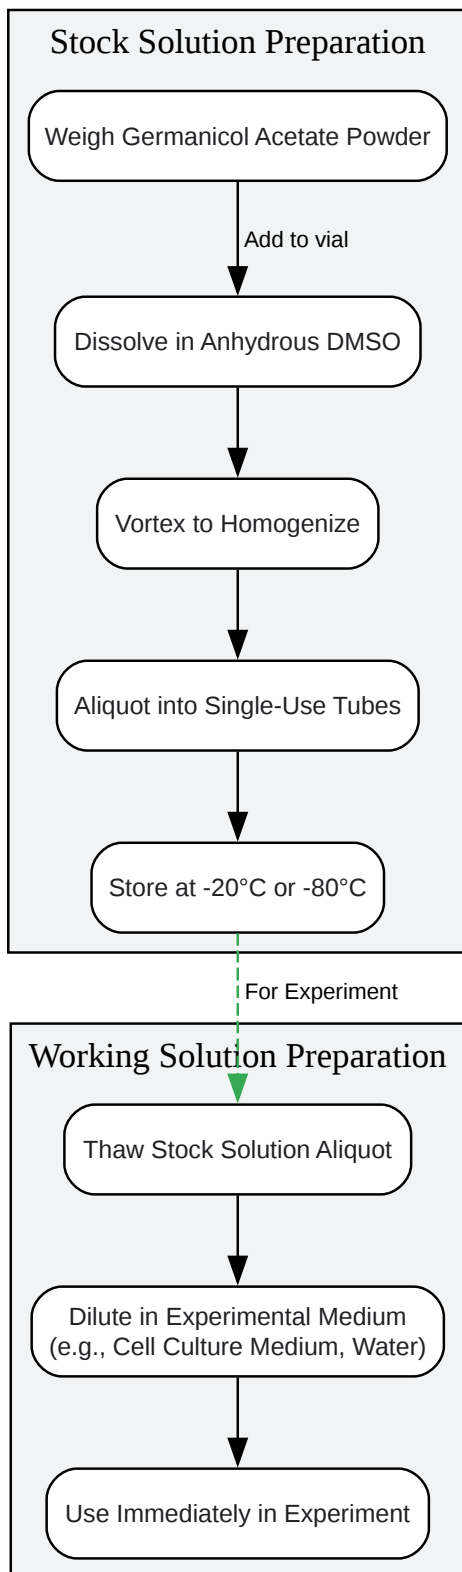 Stock Solution Preparation
Weigh Germanicol Acetate Powder
Add to vial
Dissolve in Anhydrous DMSO
Vortex to Homogenize
Aliquot into Single-Use Tubes
Store at -20°C or -80°C
For Experiment
Working Solution Preparation
Thaw Stock Solution Aliquot
Dilute in Experimental Medium
(e.g., Cell Culture Medium, Water)
Use Immediately in Experiment